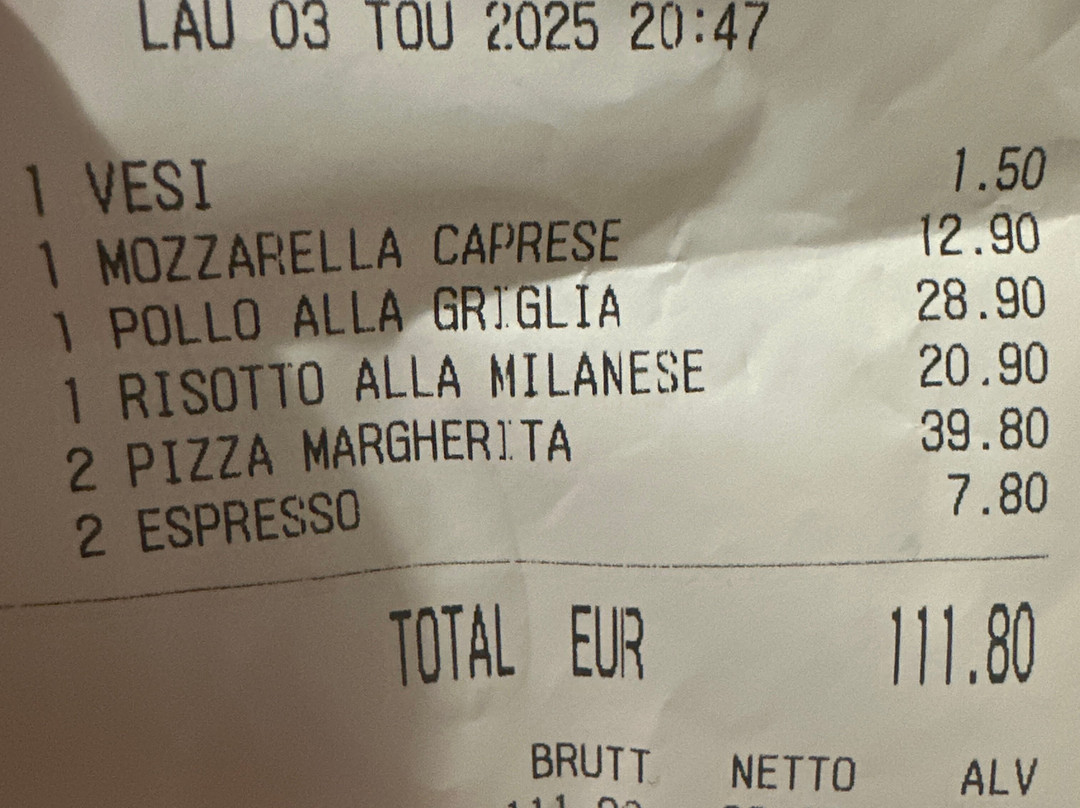 LAU 03 TOU 2025 20:47
1 VESI 1.50
1 MOZZARELLA CAPRESE 12.90
1 POLLO ALLA GRIGLIA 28.90
1 RISOTTO ALLA MILANESE 20.90
2 PIZZA MARGHERITA 39.80
2 ESPRESSO 7.80
TOTAL EUR 111.80
BRUTT NETTO ALV